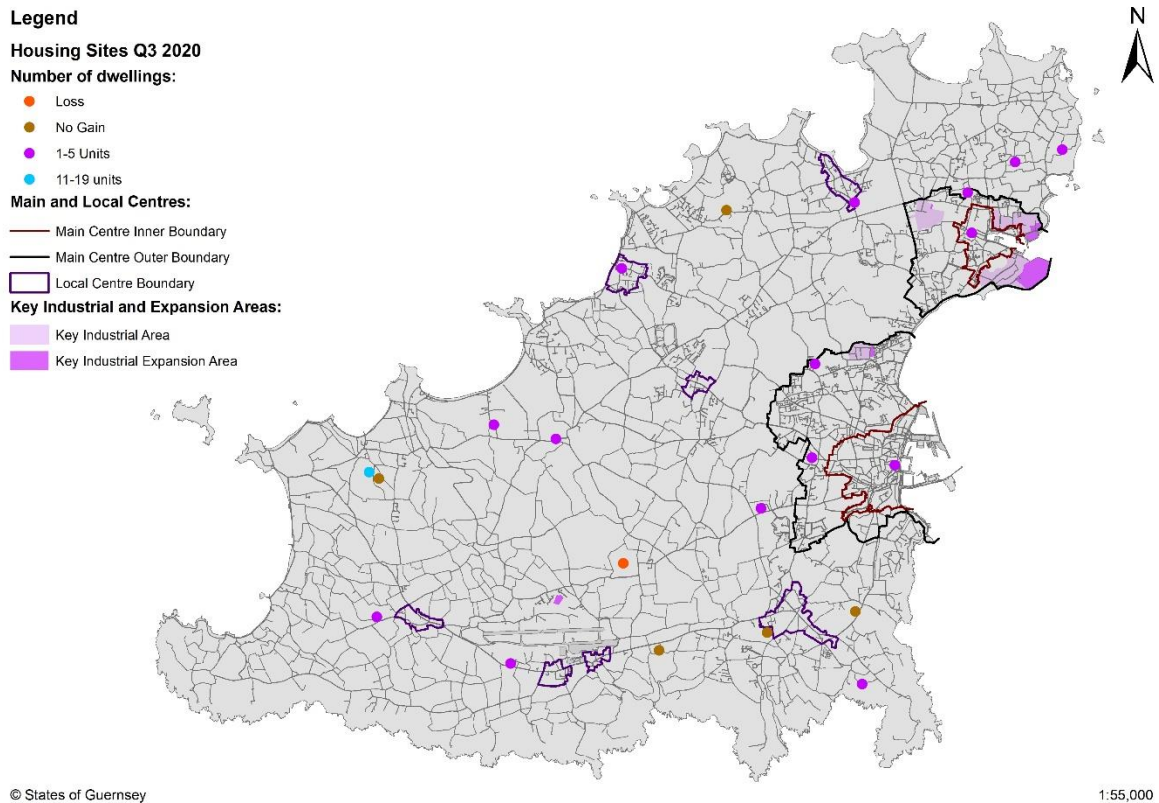 Legend
Housing Sites Q3 2020
Number of dwellings:
Loss
No Gain
1-5 Units
11-19 units
Main and Local Centres:
Main Centre Inner Boundary
Main Centre Outer Boundary
Local Centre Boundary
Key Industrial and Expansion Areas:
Key Industrial Area
Key Industrial Expansion Area
N
© States of Guernsey
1:55,000